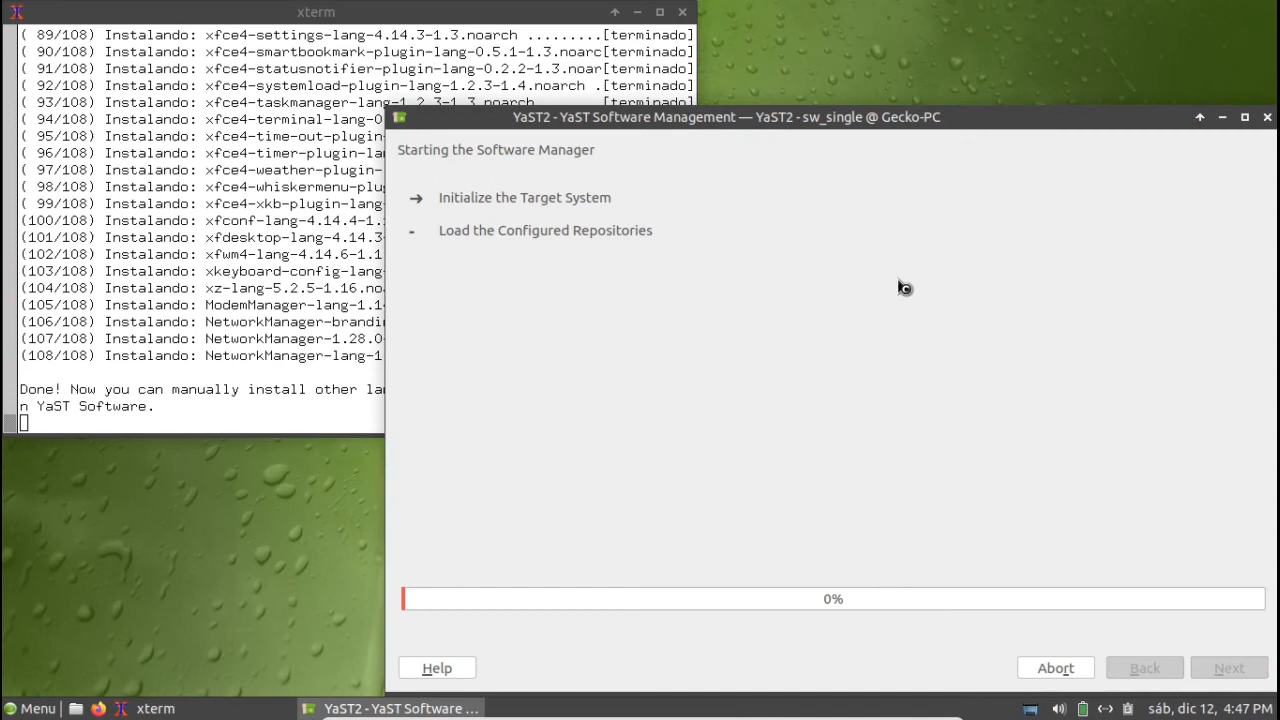 xterm
( 89/108) Instalando: xfce4-settings-lang-4.14.3-1.3.noarch .........[terminado]
( 90/108) Instalando: xfce4-smartbookmark-plugin-lang-0.5.1-1.3.noarc[terminado]
( 91/108) Instalando: xfce4-statusnotifier-plugin-lang-0.2.2-1.3.noar[terminado]
( 92/108) Instalando: xfce4-systemload-plugin-lang-1.2.3-1.4.noarch .[terminado]
( 93/108) Instalando: xfce4-taskmanager-lang-1.2.3-1.3.noarch [terminado]
( 94/108) Instalando: xfce4-terminal-lang-0
( 95/108) Instalando: xfce4-time-out-plugin
( 96/108) Instalando: xfce4-timer-plugin-la
( 97/108) Instalando: xfce4-weather-plugin-
( 98/108) Instalando: xfce4-whiskermenu-plu
( 99/108) Instalando: xfce4-xkb-plugin-lang
(100/108) Instalando: xfconf-lang-4.14.4-1.
(101/108) Instalando: xfdesktop-lang-4.14.3
(102/108) Instalando: xfwm4-lang-4.14.6-1.1
(103/108) Instalando: xkeyboard-config-lang
(104/108) Instalando: xz-lang-5.2.5-1.16.no
(105/108) Instalando: ModemManager-lang-1.1
(106/108) Instalando: NetworkManager-brandi
(107/108) Instalando: NetworkManager-1.28.0
(108/108) Instalando: NetworkManager-lang-1
Done! Now you can manually install other la
n YaST Software.
YaST2 - YaST Software Management — YaST2 - sw_single @ Gecko-PC
Starting the Software Manager
➔ Initialize the Target System
- Load the Configured Repositories
0%
Help Abort Back Next
Menu xterm YaST2 - YaST Software ... sáb, dic 12, 4:47 PM